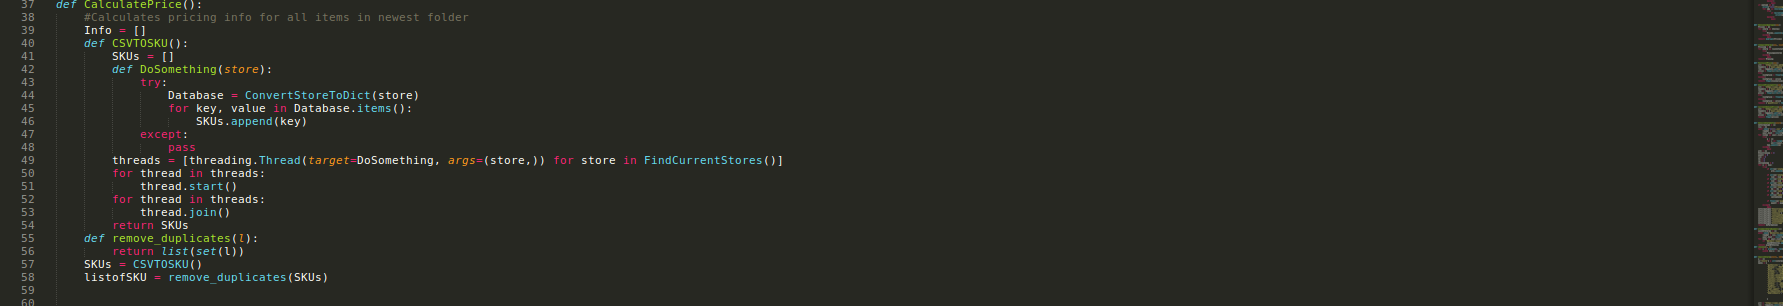 37 def CalculatePrice():
38 #Calculates pricing info for all items in newest folder
39 Info = []
40 def CSVTOSKU():
41 SKUs = []
42 def DoSomething(store):
43 try:
44 Database = ConvertStoreToDict(store)
45 for key, value in Database.items():
46 SKUs.append(key)
47 except:
48 pass
49 threads = [threading.Thread(target=DoSomething, args=(store,)) for store in FindCurrentStores()]
50 for thread in threads:
51 thread.start()
52 for thread in threads:
53 thread.join()
54 return SKUs
55 def remove_duplicates(l):
56 return list(set(l))
57 SKUs = CSVTOSKU()
58 listofSKU = remove_duplicates(SKUs)
59
60